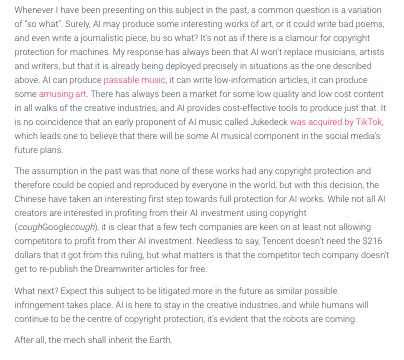 Whenever I have been presenting on this subject in the past, a common question is a variation
of "so what". Surely, AI may produce some interesting works of art, or it could write bad poems,
and even write a journalistic piece, bu so what? It's not as if there is a clamour for copyright
protection for machines. My response has always been that AI won't replace musicians, artists
and writers, but that it is already being deployed precisely in situations as the one described
above. AI can produce passable music, it can write low-information articles, it can produce
some amusing art. There has always been a market for some low quality and low cost content
in all walks of the creative industries, and AI provides cost-effective tools to produce just that. It
is no coincidence that an early proponent of AI music called Jukedeck was acquired by TikTok,
which leads one to believe that there will be some AI musical component in the social media's
future plans.
The assumption in the past was that none of these works had any copyright protection and
therefore could be copied and reproduced by everyone in the world, but with this decision, the
Chinese have taken an interesting first step towards full protection for AI works. While not all AI
creators are interested in profiting from their AI investment using copyright
(coughGooglecough), it is clear that a few tech companies are keen on at least not allowing
competitors to profit from their AI investment. Needless to say, Tencent doesn't need the $216
dollars that it got from this ruling, but what matters is that the competitor tech company doesn't
get to re-publish the Dreamwriter articles for free.
What next? Expect this subject to be litigated more in the future as similar possible
infringement takes place. AI is here to stay in the creative industries, and while humans will
continue to be the centre of copyright protection, it's evident that the robots are coming.
After all, the mech shall inherit the Earth.